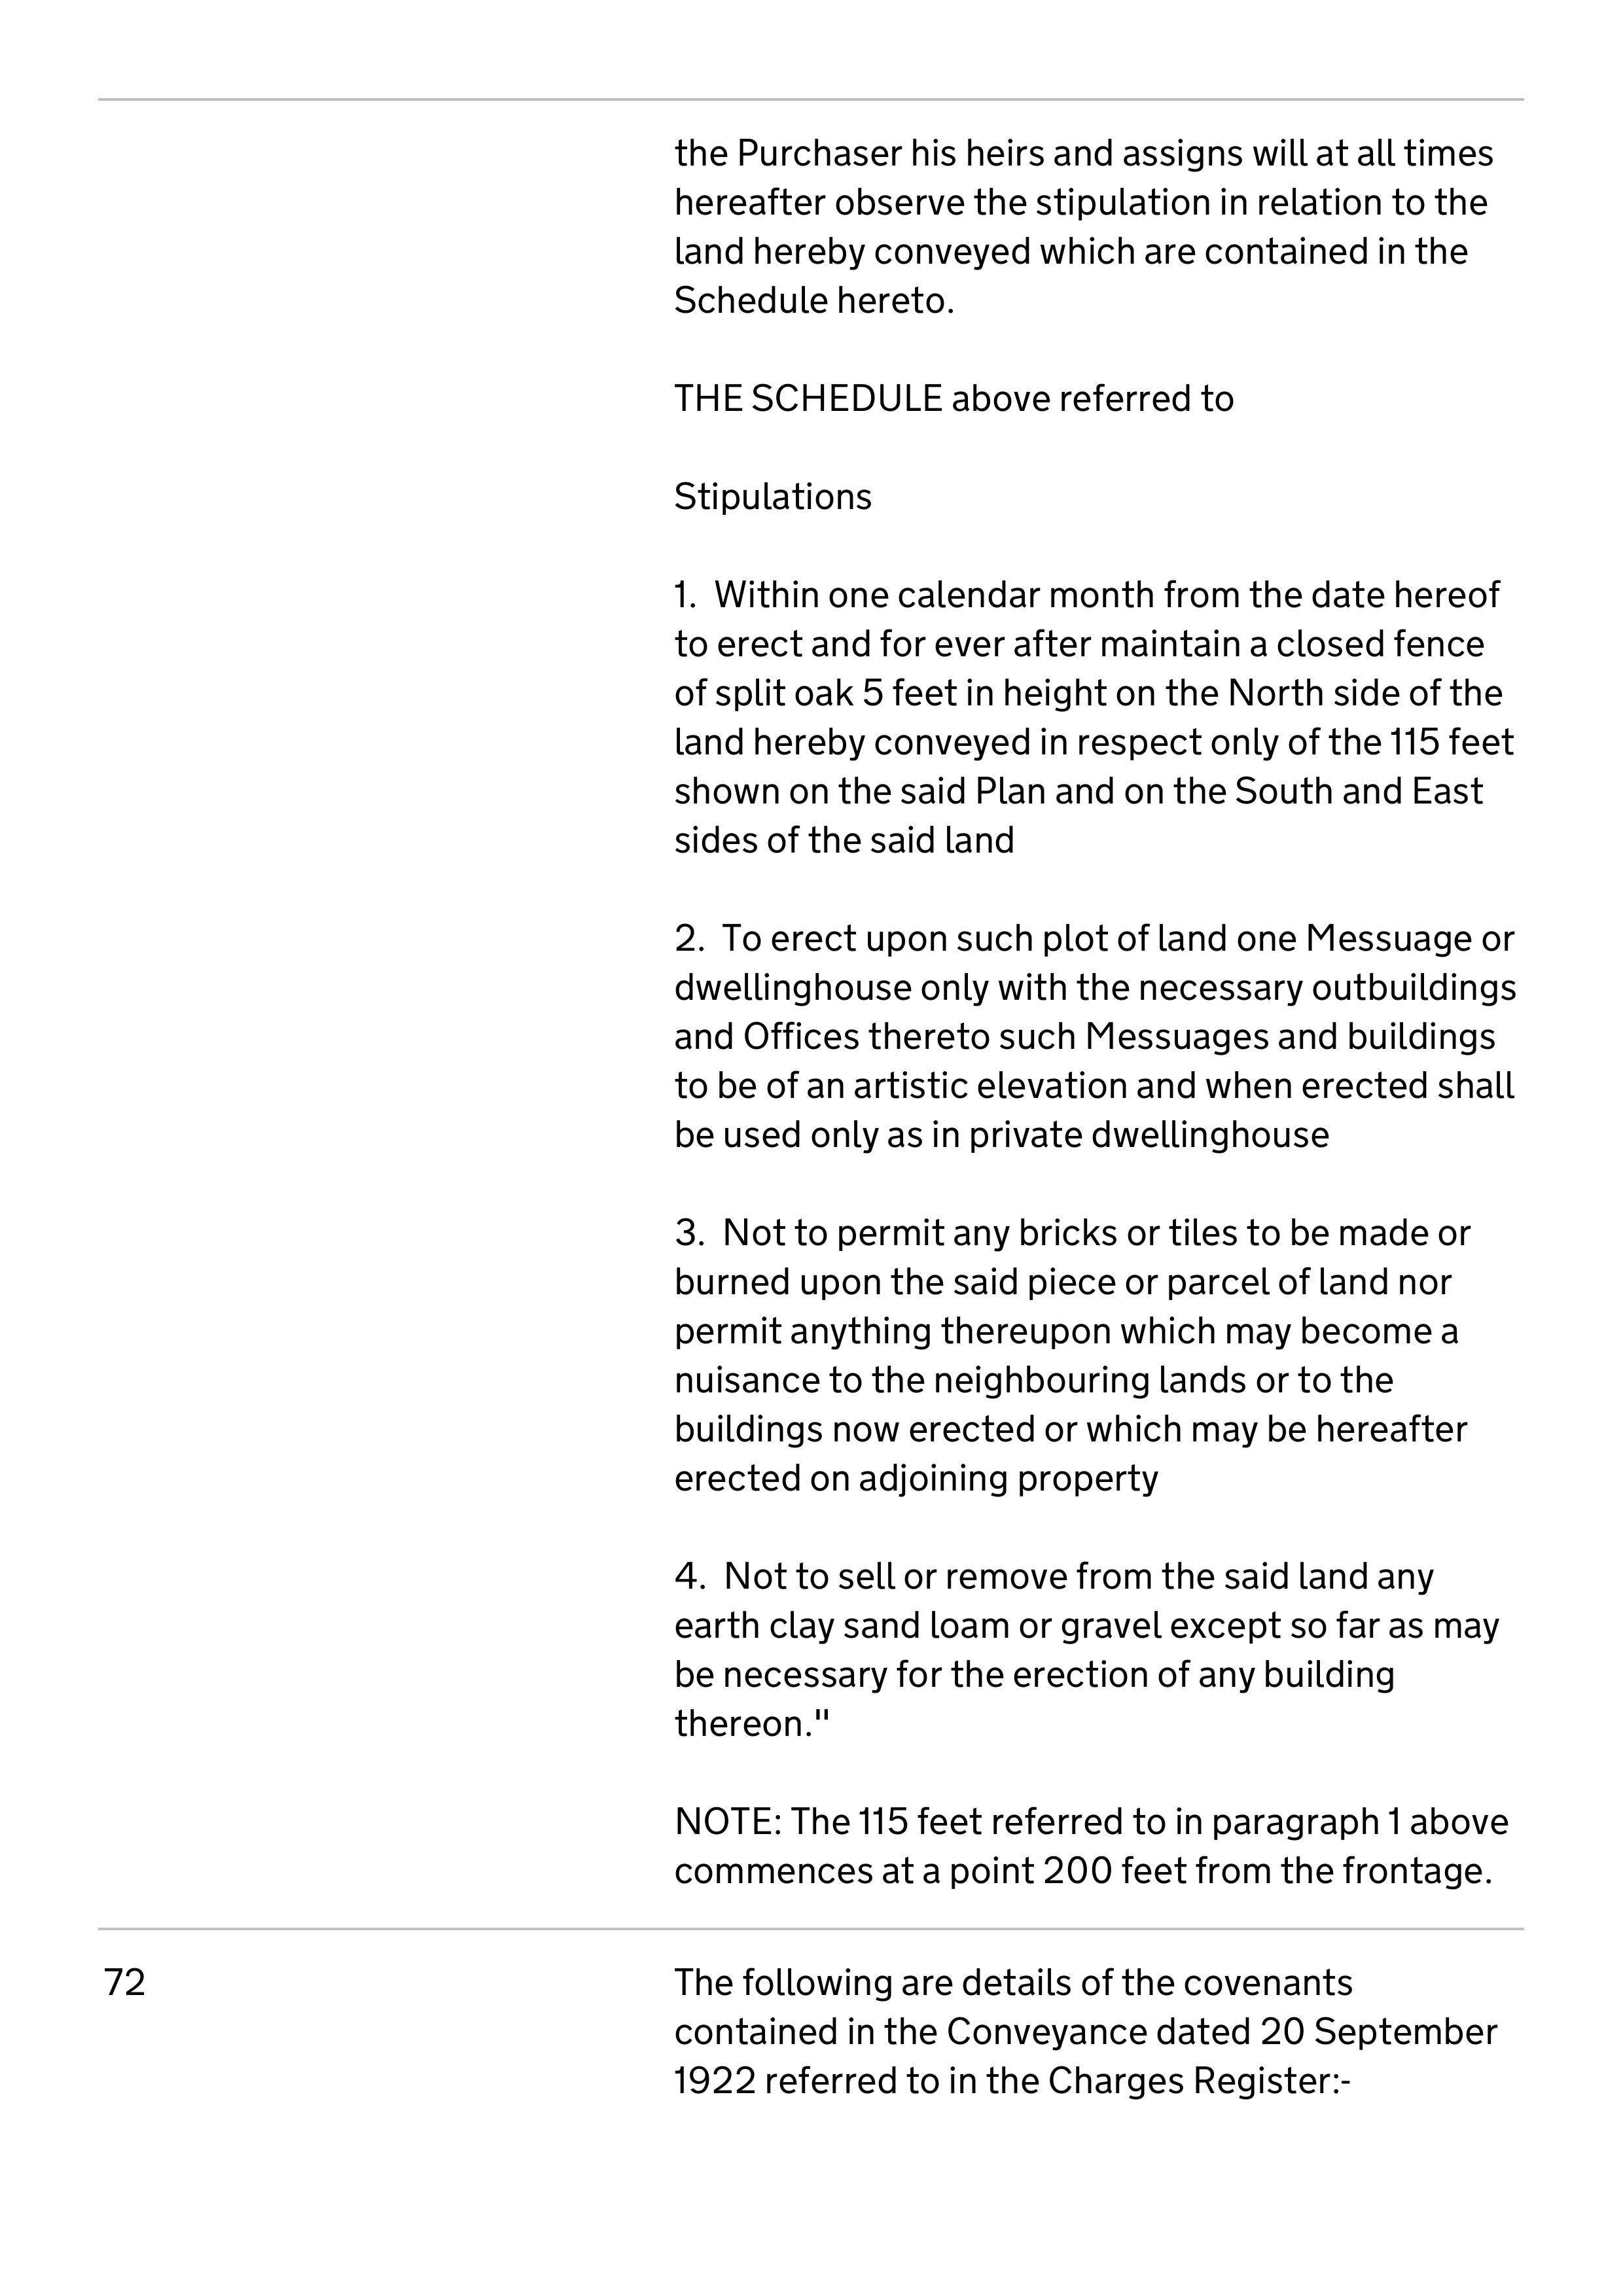 the Purchaser his heirs and assigns will at all times
hereafter observe the stipulation in relation to the
land hereby conveyed which are contained in the
Schedule hereto.
THE SCHEDULE above referred to
Stipulations
1.  Within one calendar month from the date hereof
to erect and for ever after maintain a closed fence
of split oak 5 feet in height on the North side of the
land hereby conveyed in respect only of the 115 feet
shown on the said Plan and on the South and East
sides of the said land
2.  To erect upon such plot of land one Messuage or
dwellinghouse only with the necessary outbuildings
and Offices thereto such Messuages and buildings
to be of an artistic elevation and when erected shall
be used only as in private dwellinghouse
3.  Not to permit any bricks or tiles to be made or
burned upon the said piece or parcel of land nor
permit anything thereupon which may become a
nuisance to the neighbouring lands or to the
buildings now erected or which may be hereafter
erected on adjoining property
4.  Not to sell or remove from the said land any
earth clay sand loam or gravel except so far as may
be necessary for the erection of any building
thereon."
NOTE: The 115 feet referred to in paragraph 1 above
commences at a point 200 feet from the frontage.
72 The following are details of the covenants
contained in the Conveyance dated 20 September
1922 referred to in the Charges Register:-